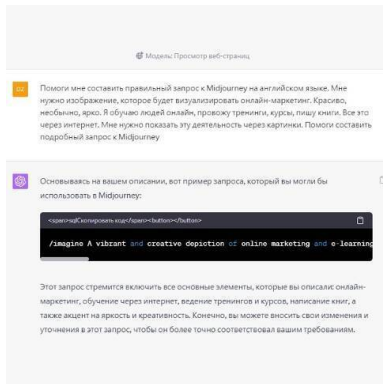 Модель: Просмотр веб-страниц
Помоги мне составить правильный запрос к Midjourney на английском языке. Мне
нужно изображение, которое будет визуализировать онлайн-маркетинг. Красиво,
необычно, ярко. Я обучаю людей онлайн, провожу тренинги, курсы, пишу книги. Все это
через интернет. Мне нужно показать эту деятельность через картинки. Помоги составить
подробный запрос к Midjourney
Основываясь на вашем описании, вот пример запроса, который вы могли бы
использовать в Midjourney:
<span>sqlСкопировать код</span><button></button>
/imagine A vibrant and creative depiction of online marketing and e-learning
Этот запрос стремится включить все основные элементы, которые вы описали: онлайн-
маркетинг, обучение через интернет, ведение тренингов и курсов, написание книг, а
также акцент на яркость и креативность. Конечно, вы можете вносить свои изменения и
уточнения в этот запрос, чтобы он более точно соответствовал вашим требованиям.